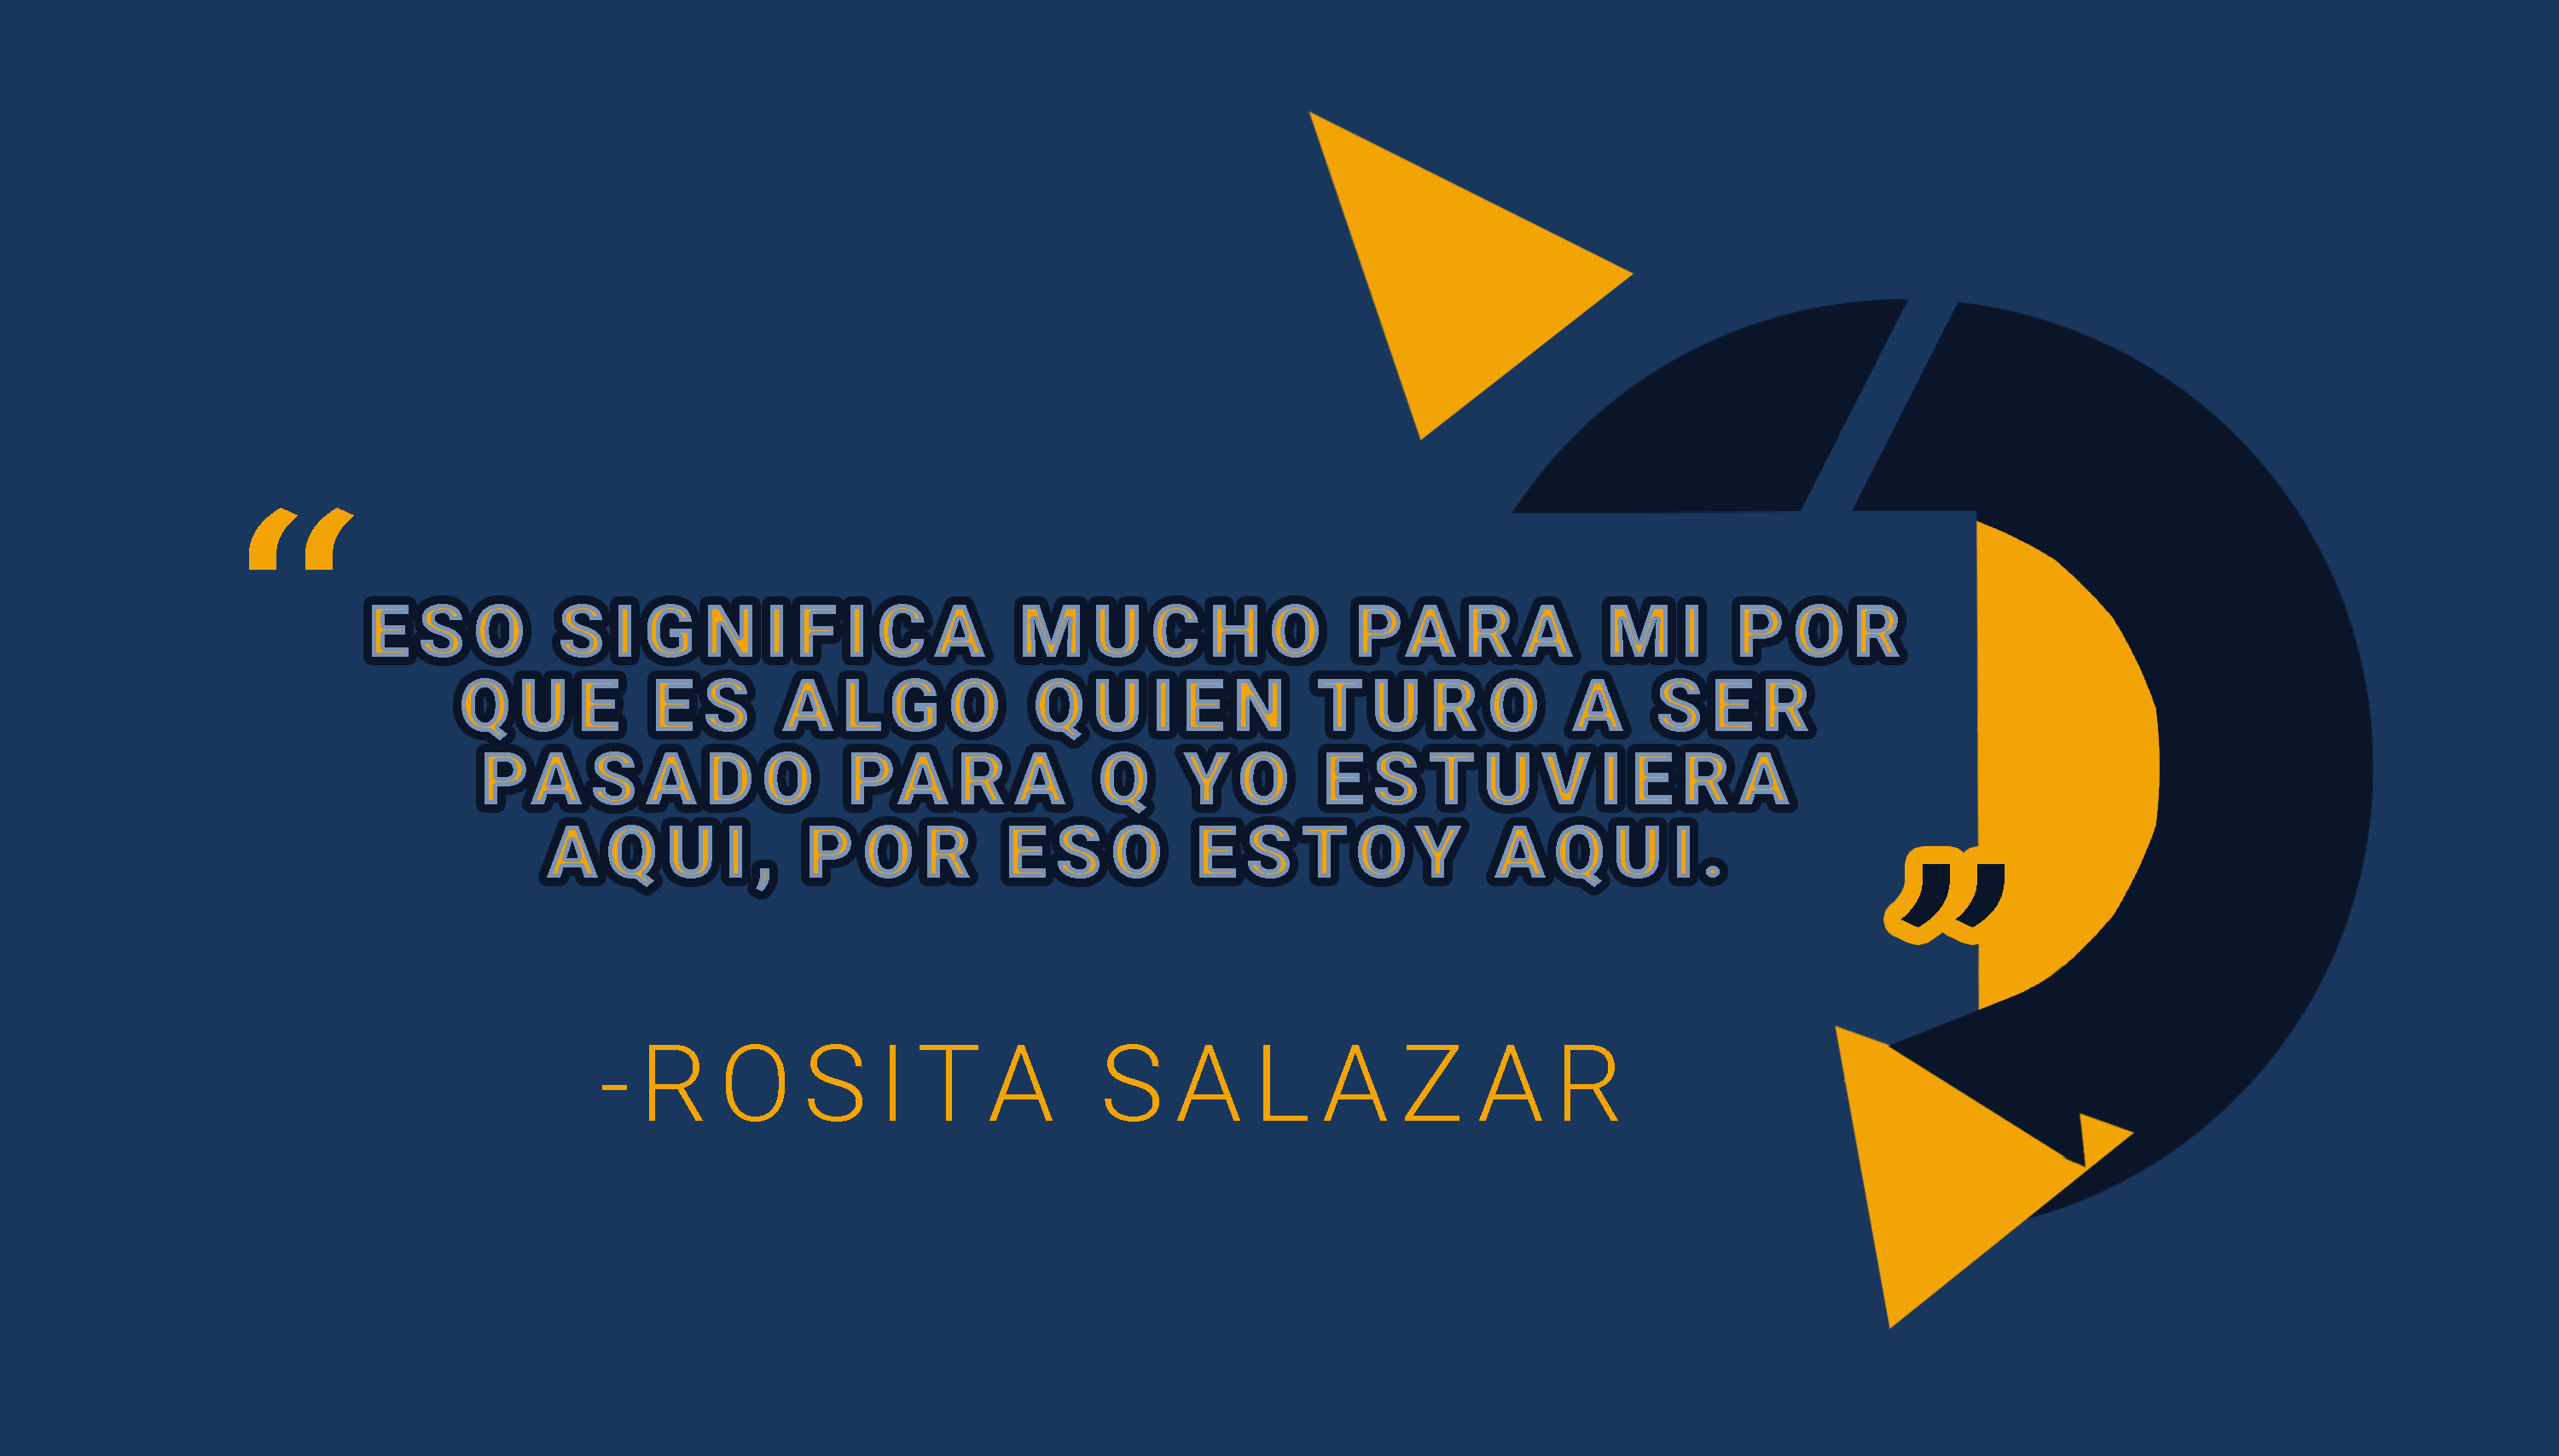 “
ESO SIGNIFICA MUCHO PARA MI POR
QUE ES ALGO QUIEN TURO A SER
PASADO PARA Q YO ESTUVIERA
AQUI, POR ESO ESTOY AQUI.
”
-ROSITA SALAZAR